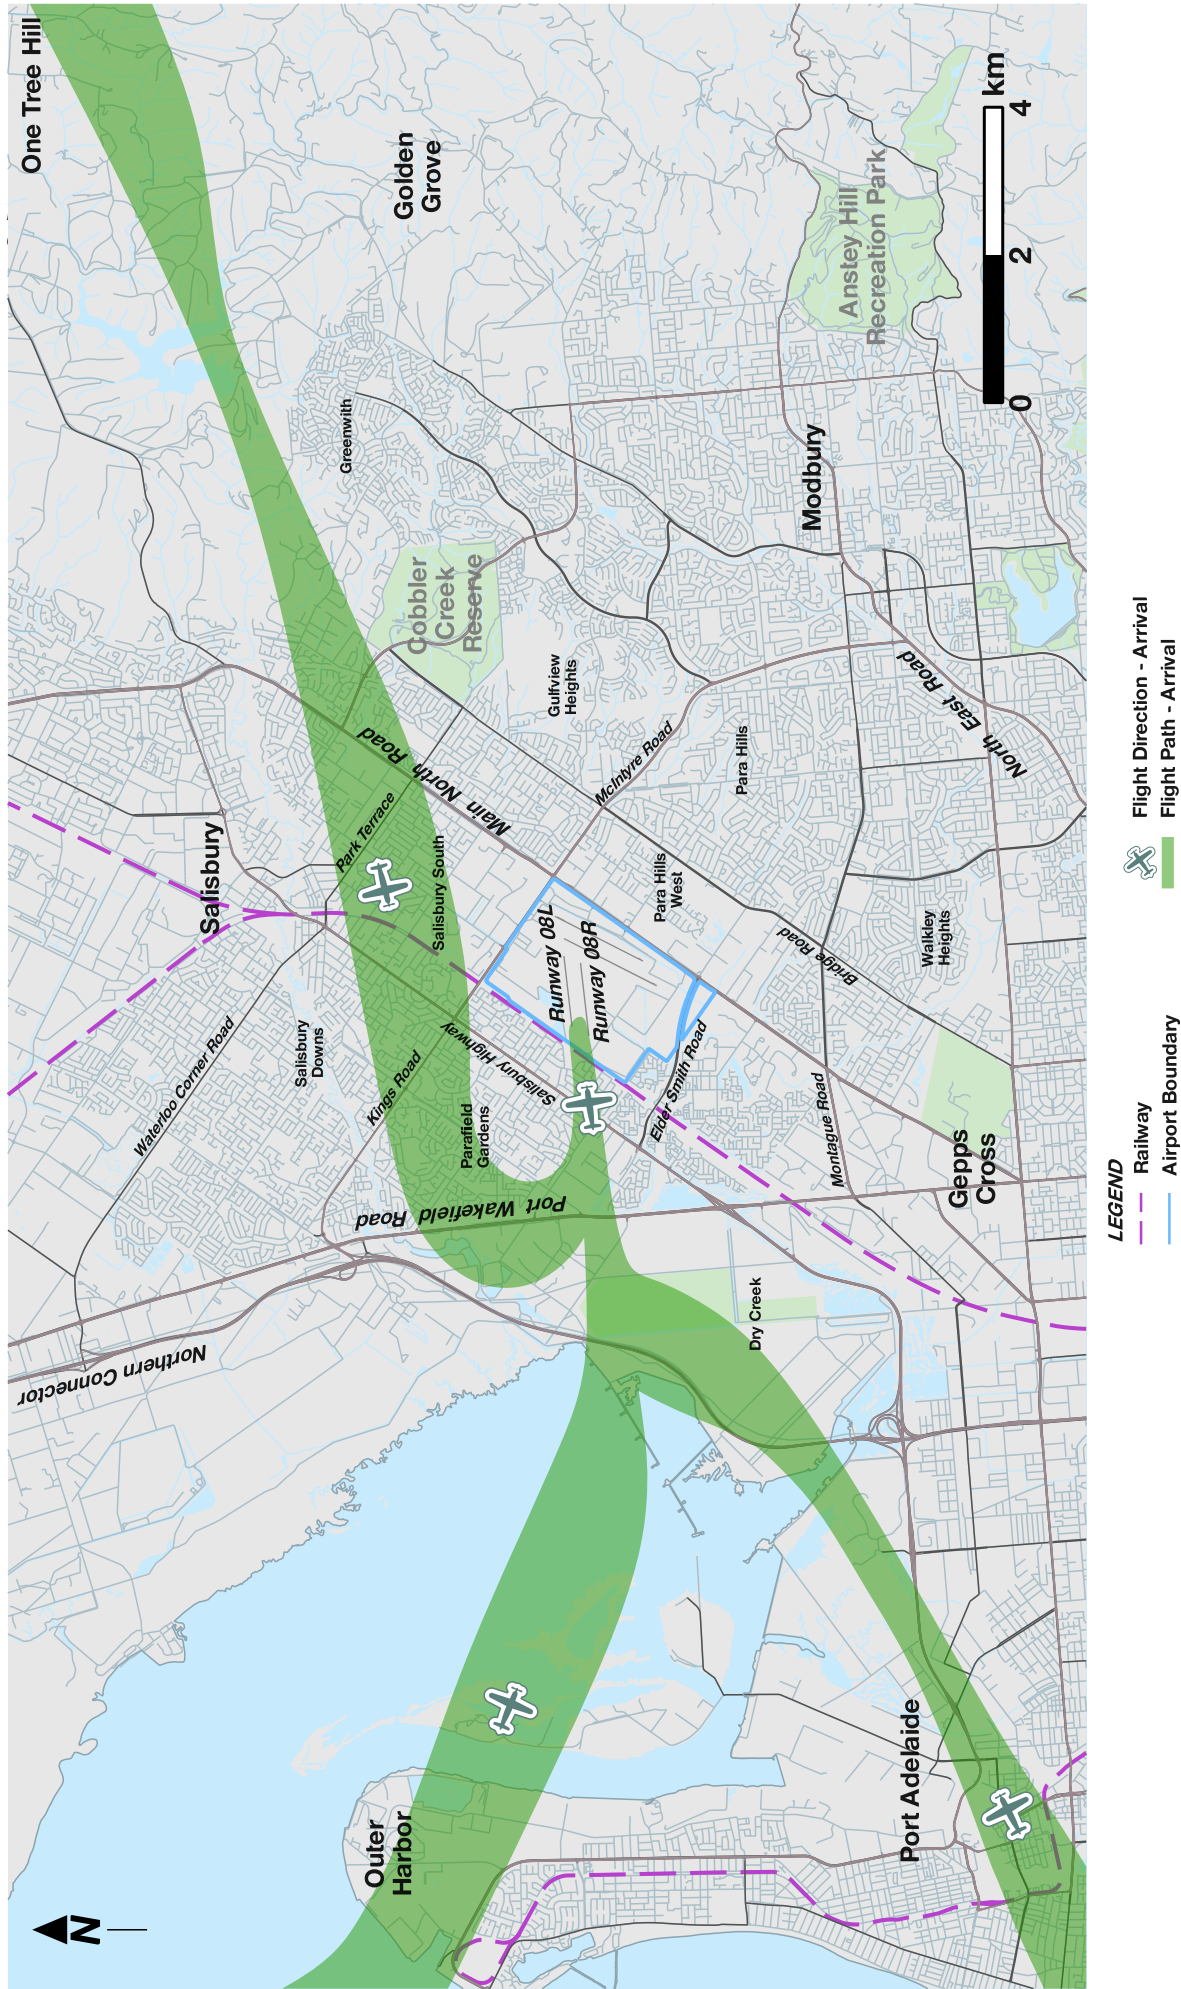 One Tree Hill
Golden
Grove
Anstey Hill
Recreation Park
Greenwith
Cobbler
Creek
Reserve
Modbury
Gulfview
Heights
McIntyre Road
Para Hills
North East Road
Main North Road
Park Terrace
Salisbury
Salisbury South
Para Hills
West
Walkley
Heights
Bridge Road
Runway 08L
Runway 08R
Elder Smith Road
Salisbury Highway
Kings Road
Waterloo Corner Road
Salisbury
Downs
Parafield
Gardens
Montague Road
Gepps
Cross
Port Wakefield Road
Northern Connector
Dry Creek
Outer
Harbor
Port Adelaide
N
0 2 4 km
LEGEND
Railway
Airport Boundary
Flight Direction - Arrival
Flight Path - Arrival